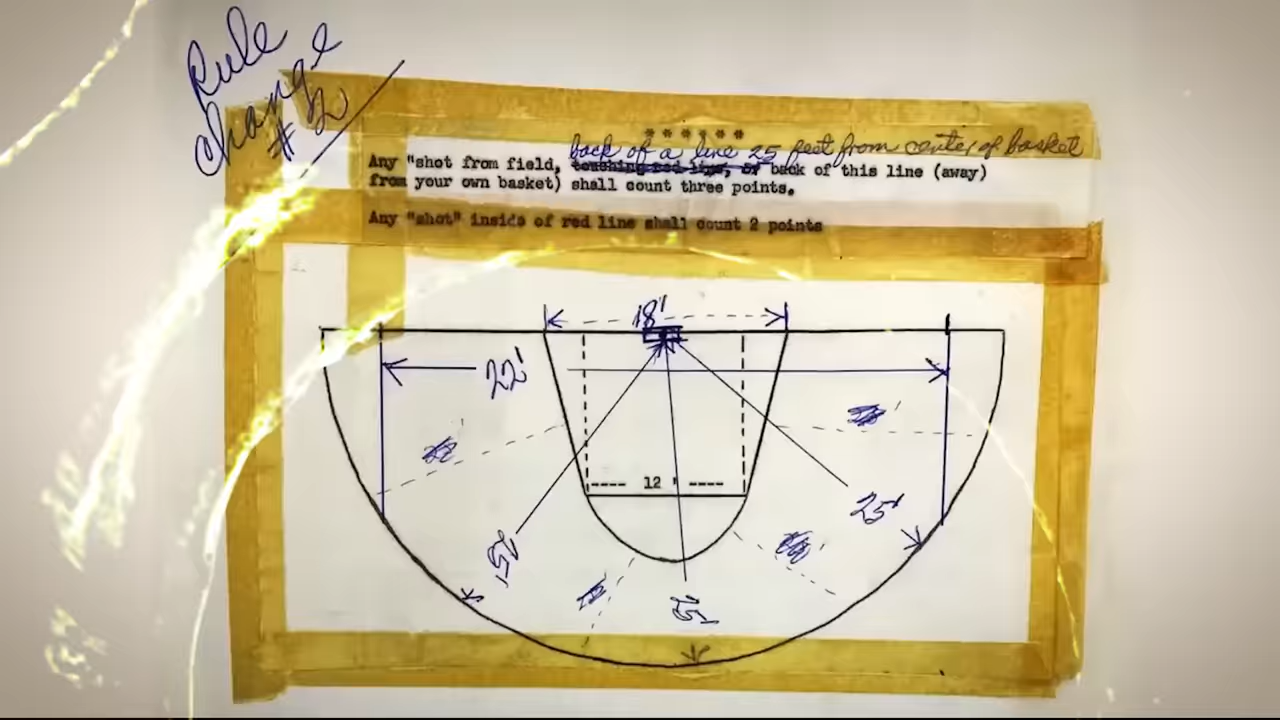 Rule
change
# 2
* * * * * *
back of a line 25 feet from center of basket
Any "shot from field, touching red line, or back of this line (away)
from your own basket) shall count three points.
Any "shot" inside of red line shall count 2 points
18'
22'
12 '
25'
25'
25'